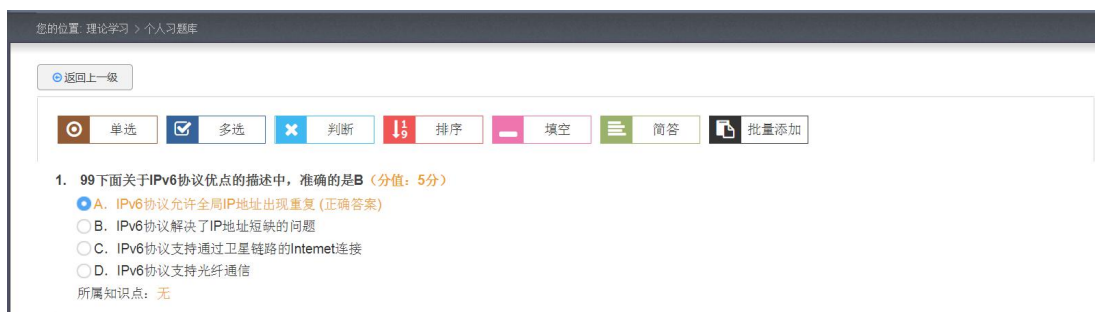 您的位置: 理论学习 > 个人习题库
返回上一级
单选 多选 判断 排序 填空 简答 批量添加
1. 99下面关于IPv6协议优点的描述中，准确的是B（分值：5分）
A. IPv6协议允许全局IP地址出现重复 (正确答案)
B. IPv6协议解决了IP地址短缺的问题
C. IPv6协议支持通过卫星链路的Intemet连接
D. IPv6协议支持光纤通信
所属知识点：无